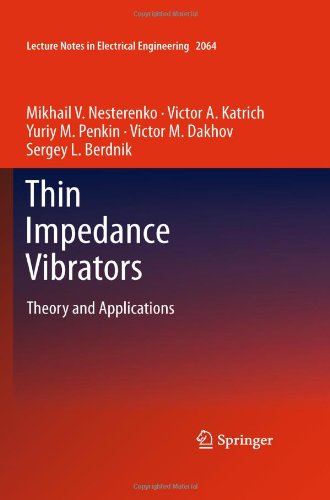 Lecture Notes in Electrical Engineering 2064
Mikhail V. Nesterenko · Victor A. Katrich
Yuriy M. Penkin · Victor M. Dakhov
Sergey L. Berdnik
Thin
Impedance
Vibrators
Theory and Applications
Springer